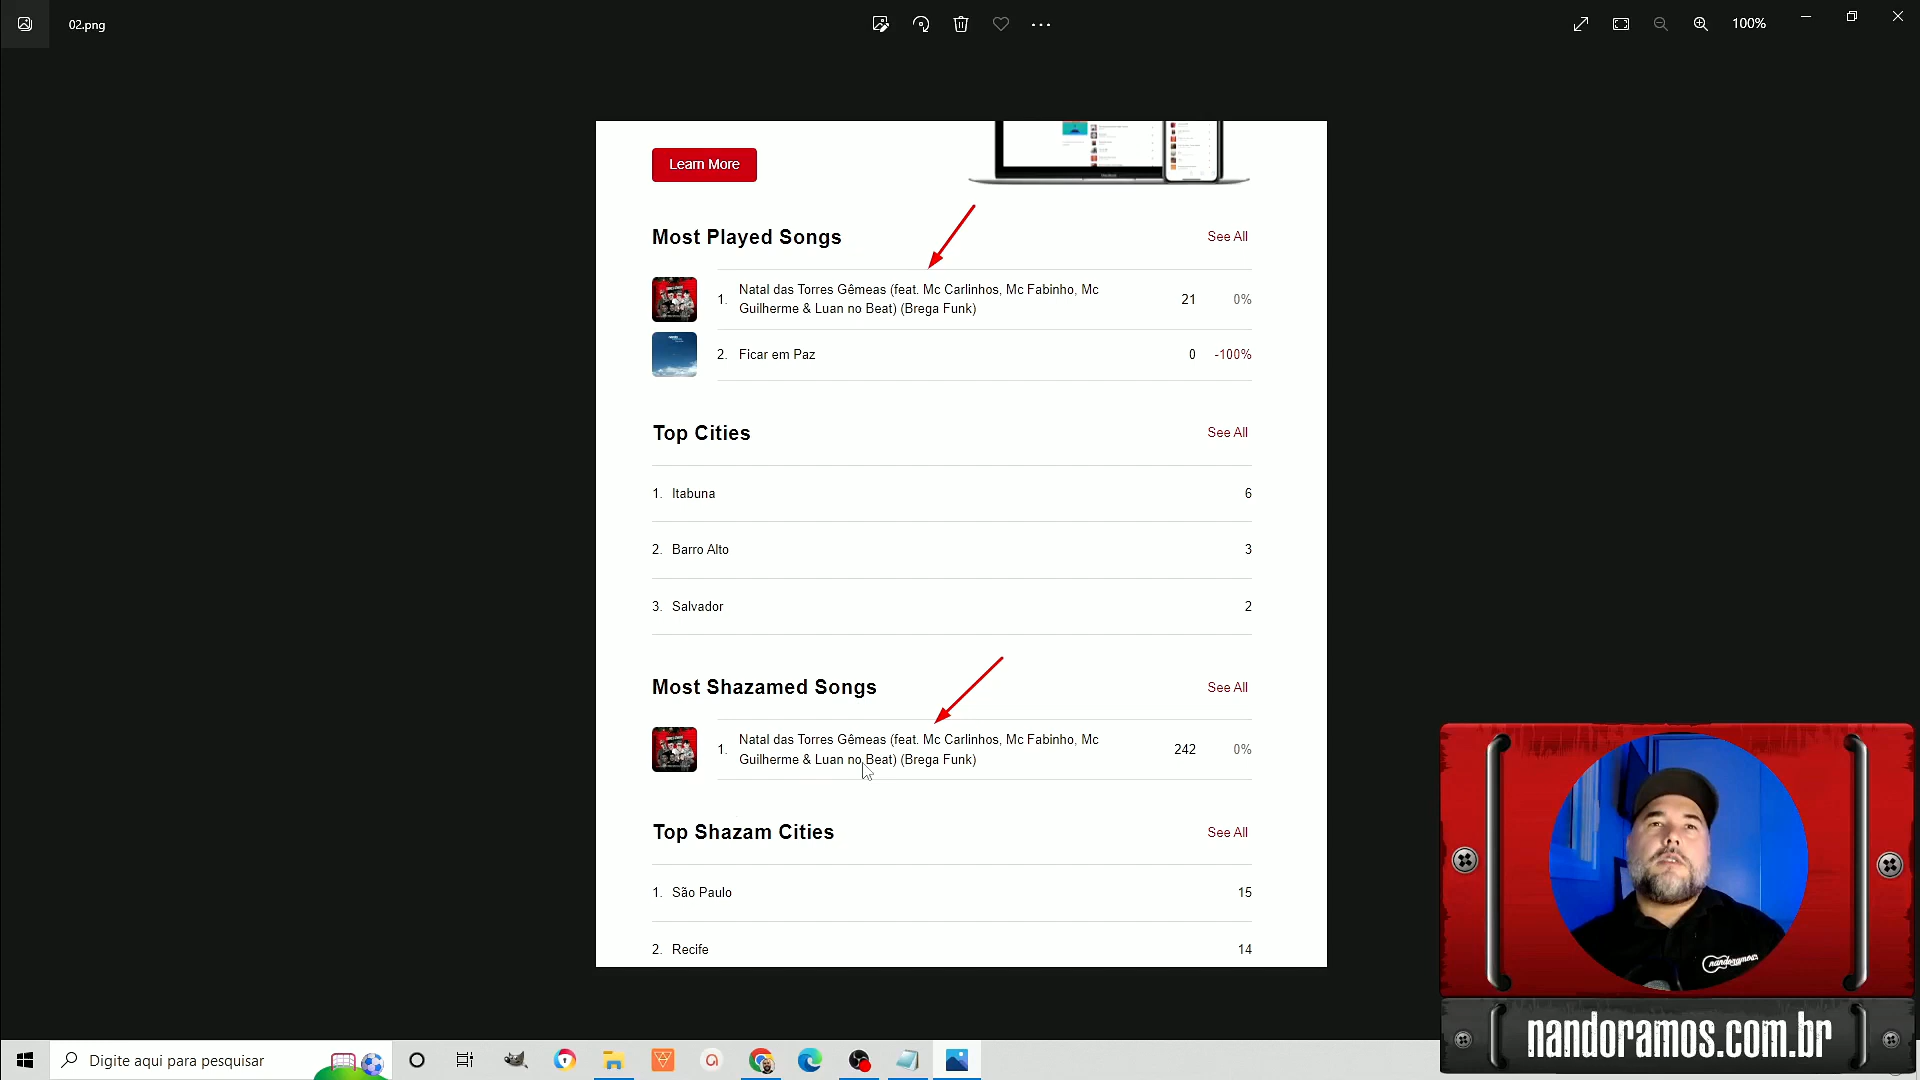 02.png
100%
Learn More
Most Played Songs
See All
1. Natal das Torres Gêmeas (feat. Mc Carlinhos, Mc Fabinho, Mc
Guilherme & Luan no Beat) (Brega Funk)
21 0%
2. Ficar em Paz 0 -100%
Top Cities
See All
1. Itabuna 6
2. Barro Alto 3
3. Salvador 2
Most Shazamed Songs
See All
1. Natal das Torres Gêmeas (feat. Mc Carlinhos, Mc Fabinho, Mc
Guilherme & Luan no Beat) (Brega Funk)
242 0%
Top Shazam Cities
See All
1. São Paulo 15
2. Recife 14
nandoramos
nandoramos.com.br
Digite aqui para pesquisar